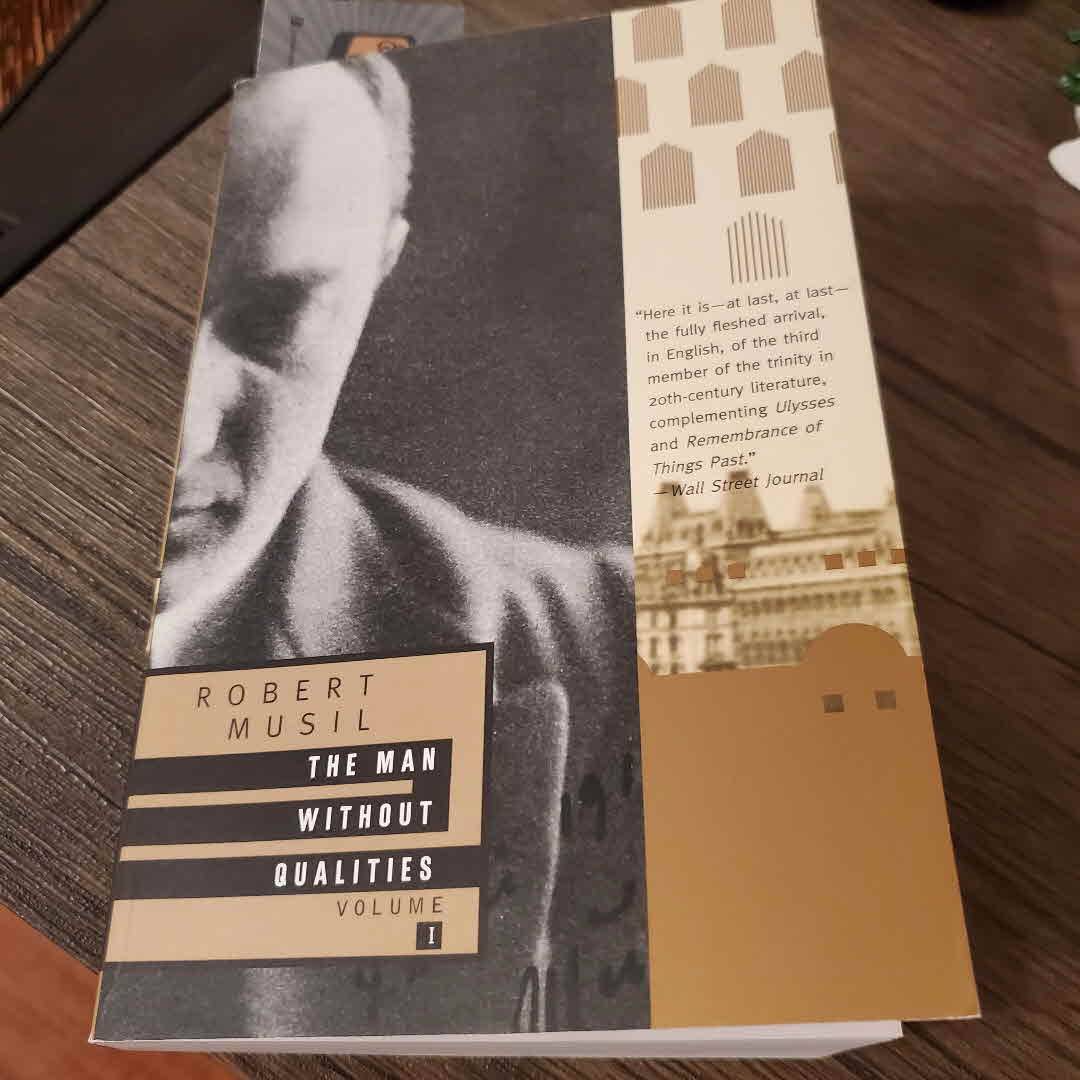 “Here it is—at last, at last—
the fully fleshed arrival,
in English, of the third
member of the trinity in
20th-century literature,
complementing Ulysses
and Remembrance of
Things Past.”
—Wall Street Journal
ROBERT
MUSIL
THE MAN
WITHOUT
QUALITIES
VOLUME
I